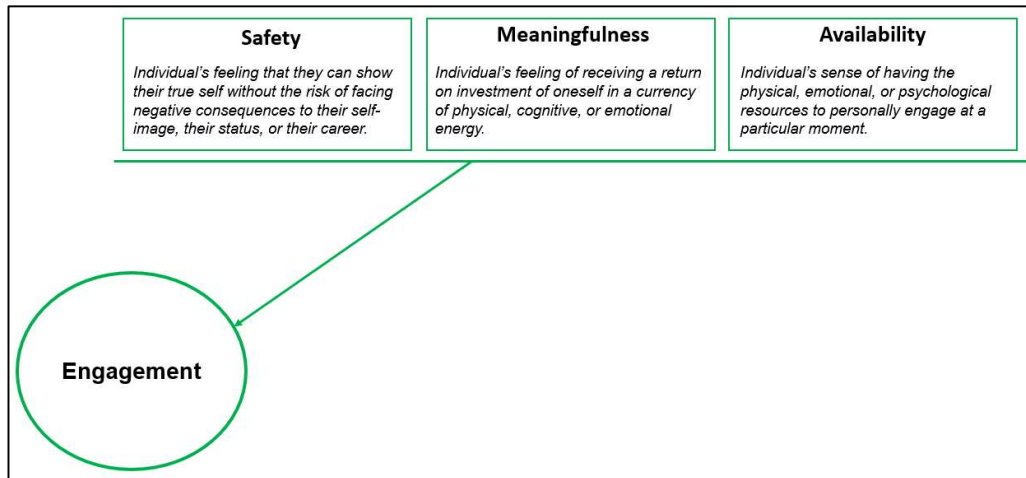 Safety
Individual's feeling that they can show
their true self without the risk of facing
negative consequences to their self-
image, their status, or their career.
Meaningfulness
Individual's feeling of receiving a return
on investment of oneself in a currency
of physical, cognitive, or emotional
energy.
Availability
Individual's sense of having the
physical, emotional, or psychological
resources to personally engage at a
particular moment.
Engagement